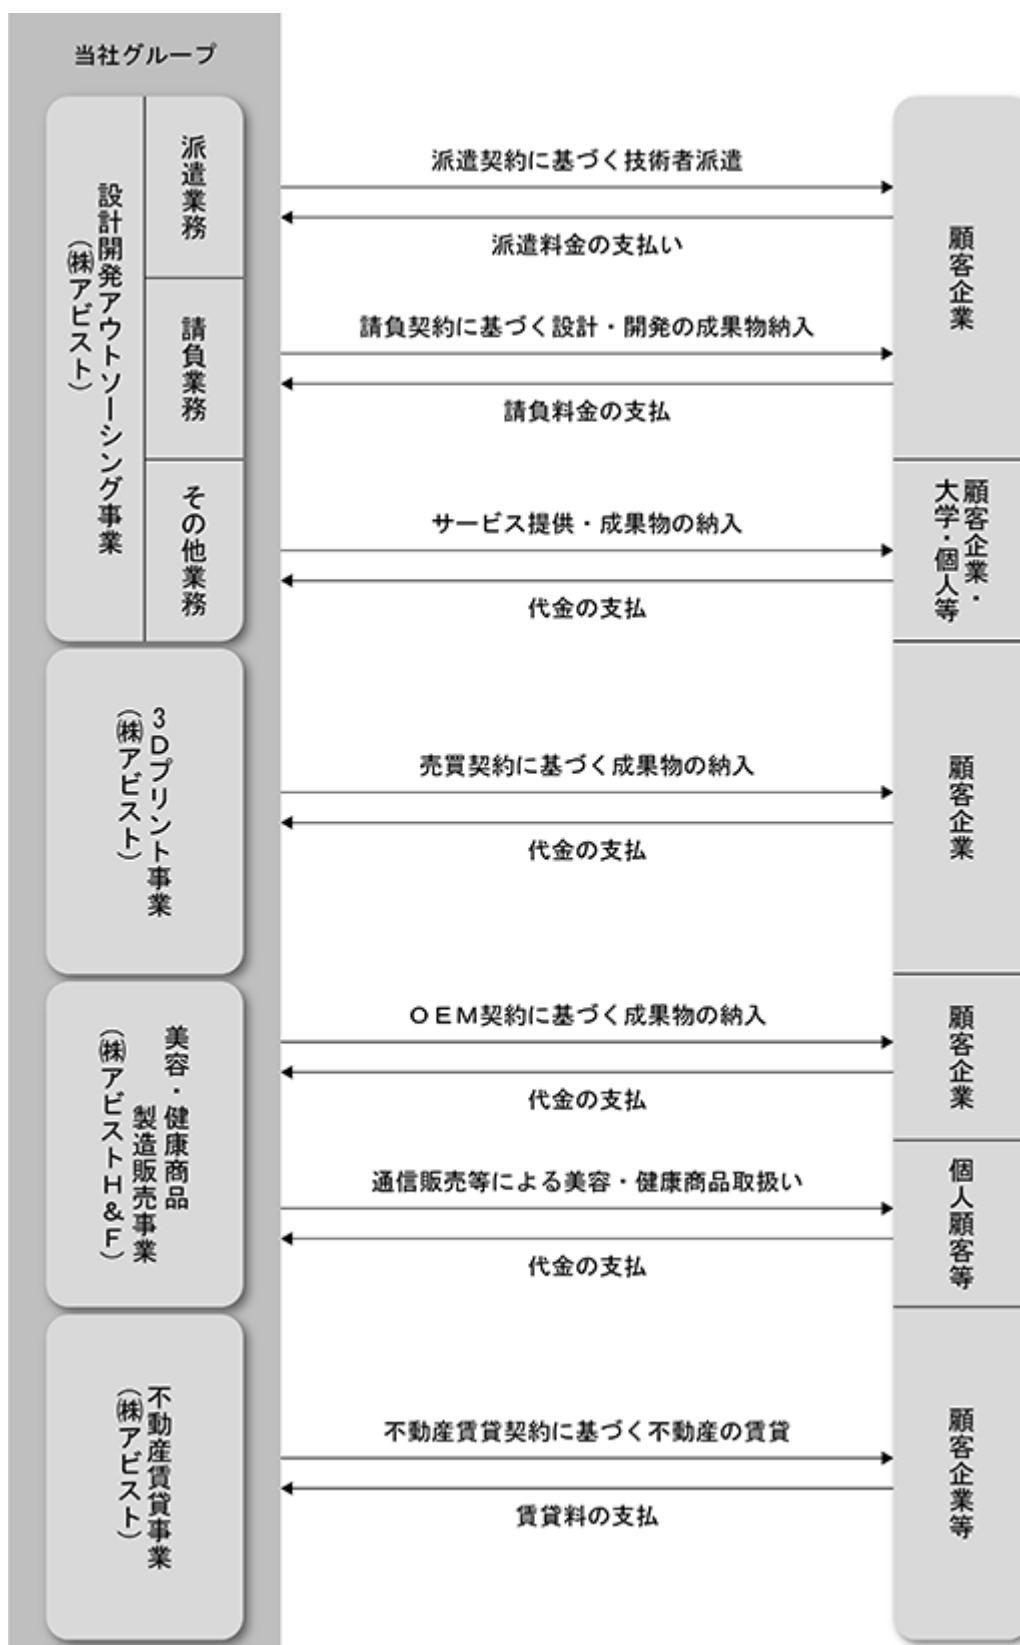 当社グループ
設計開発アウトソーシング事業
(㈱アビスト)
派遣業務
派遣契約に基づく技術者派遣
派遣料金の支払い
顧客企業
請負業務
請負契約に基づく設計・開発の成果物納入
請負料金の支払
その他業務
サービス提供・成果物の納入
代金の支払
顧客企業・
大学・個人等
3Dプリント事業
(㈱アビスト)
売買契約に基づく成果物の納入
代金の支払
顧客企業
美容・健康商品
製造販売事業
(㈱アビストH&F)
OEM契約に基づく成果物の納入
代金の支払
顧客企業
通信販売等による美容・健康商品取扱い
代金の支払
個人顧客等
不動産賃貸事業
(㈱アビスト)
不動産賃貸契約に基づく不動産の賃貸
賃貸料の支払
顧客企業等